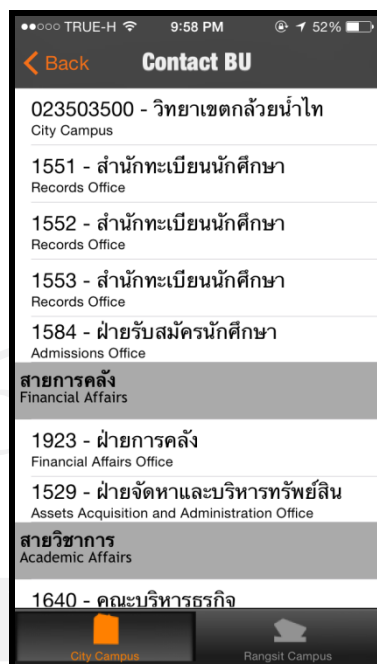 TRUE-H 9:58 PM 52%
Back Contact BU
023503500 - วิทยาเขตกล้วยน้ำไท
City Campus
1551 - สำนักทะเบียนนักศึกษา
Records Office
1552 - สำนักทะเบียนนักศึกษา
Records Office
1553 - สำนักทะเบียนนักศึกษา
Records Office
1584 - ฝ่ายรับสมัครนักศึกษา
Admissions Office
สายการคลัง
Financial Affairs
1923 - ฝ่ายการคลัง
Financial Affairs Office
1529 - ฝ่ายจัดหาและบริหารทรัพย์สิน
Assets Acquisition and Administration Office
สายวิชาการ
Academic Affairs
1640 - คณะบริหารธุรกิจ
City Campus Rangsit Campus